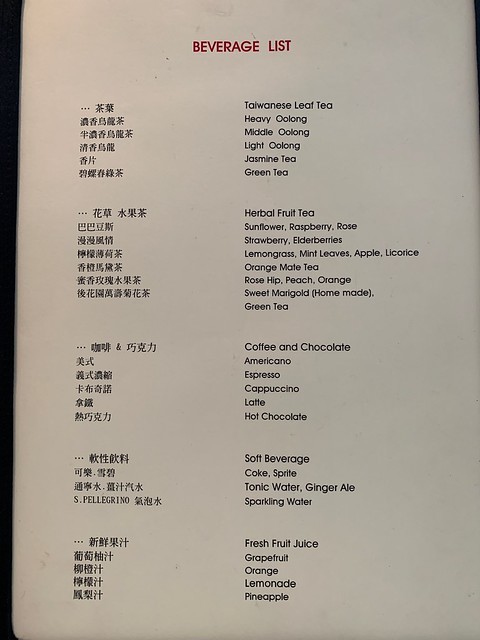 BEVERAGE LIST
… 茶葉 Taiwanese Leaf Tea
濃香烏龍茶 Heavy Oolong
半濃香烏龍茶 Middle Oolong
清香烏龍 Light Oolong
香片 Jasmine Tea
碧螺春綠茶 Green Tea
… 花草 水果茶 Herbal Fruit Tea
巴巴豆斯 Sunflower, Raspberry, Rose
漫漫風情 Strawberry, Elderberries
檸檬薄荷茶 Lemongrass, Mint Leaves, Apple, Licorice
香橙馬黛茶 Orange Mate Tea
蜜香玫瑰水果茶 Rose Hip, Peach, Orange
後花園萬壽菊花茶 Sweet Marigold (Home made),
Green Tea
… 咖啡 & 巧克力 Coffee and Chocolate
美式 Americano
義式濃縮 Espresso
卡布奇諾 Cappuccino
拿鐵 Latte
熱巧克力 Hot Chocolate
… 軟性飲料 Soft Beverage
可樂.雪碧 Coke, Sprite
通寧水.薑汁汽水 Tonic Water, Ginger Ale
S.PELLEGRINO 氣泡水 Sparkling Water
… 新鮮果汁 Fresh Fruit Juice
葡萄柚汁 Grapefruit
柳橙汁 Orange
檸檬汁 Lemonade
鳳梨汁 Pineapple